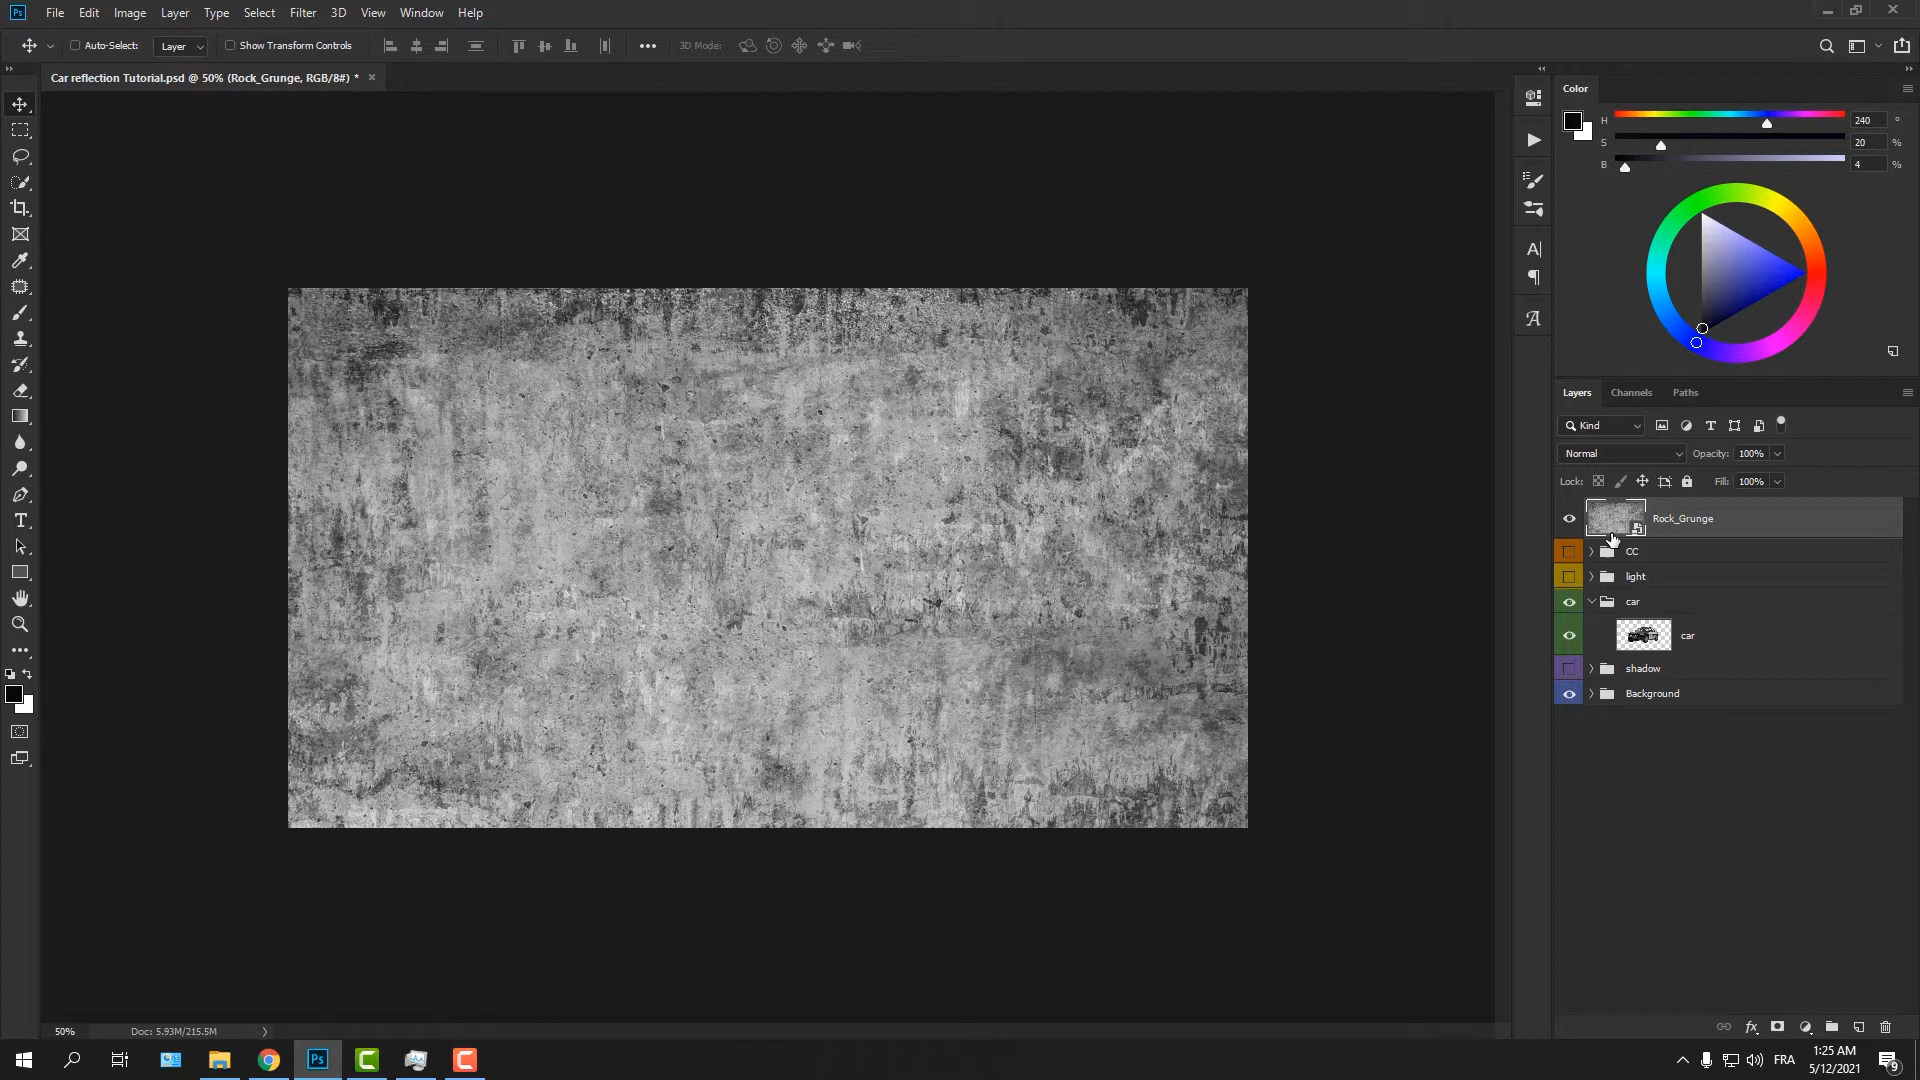 Ps File Edit Image Layer Type Select Filter 3D View Window Help
Auto-Select: Layer Show Transform Controls 3D Mode:
Car reflection Tutorial.psd @ 50% (Rock_Grunge, RGB/8#) *
Color
H 240 °
S 20 %
B 4 %
Layers Channels Paths
Kind
Normal Opacity: 100%
Lock: Fill: 100%
Rock_Grunge
CC
light
car
car
shadow
Background
50% Doc: 5.93M/215.5M
Ps FRA 1:25 AM
5/12/2021 9